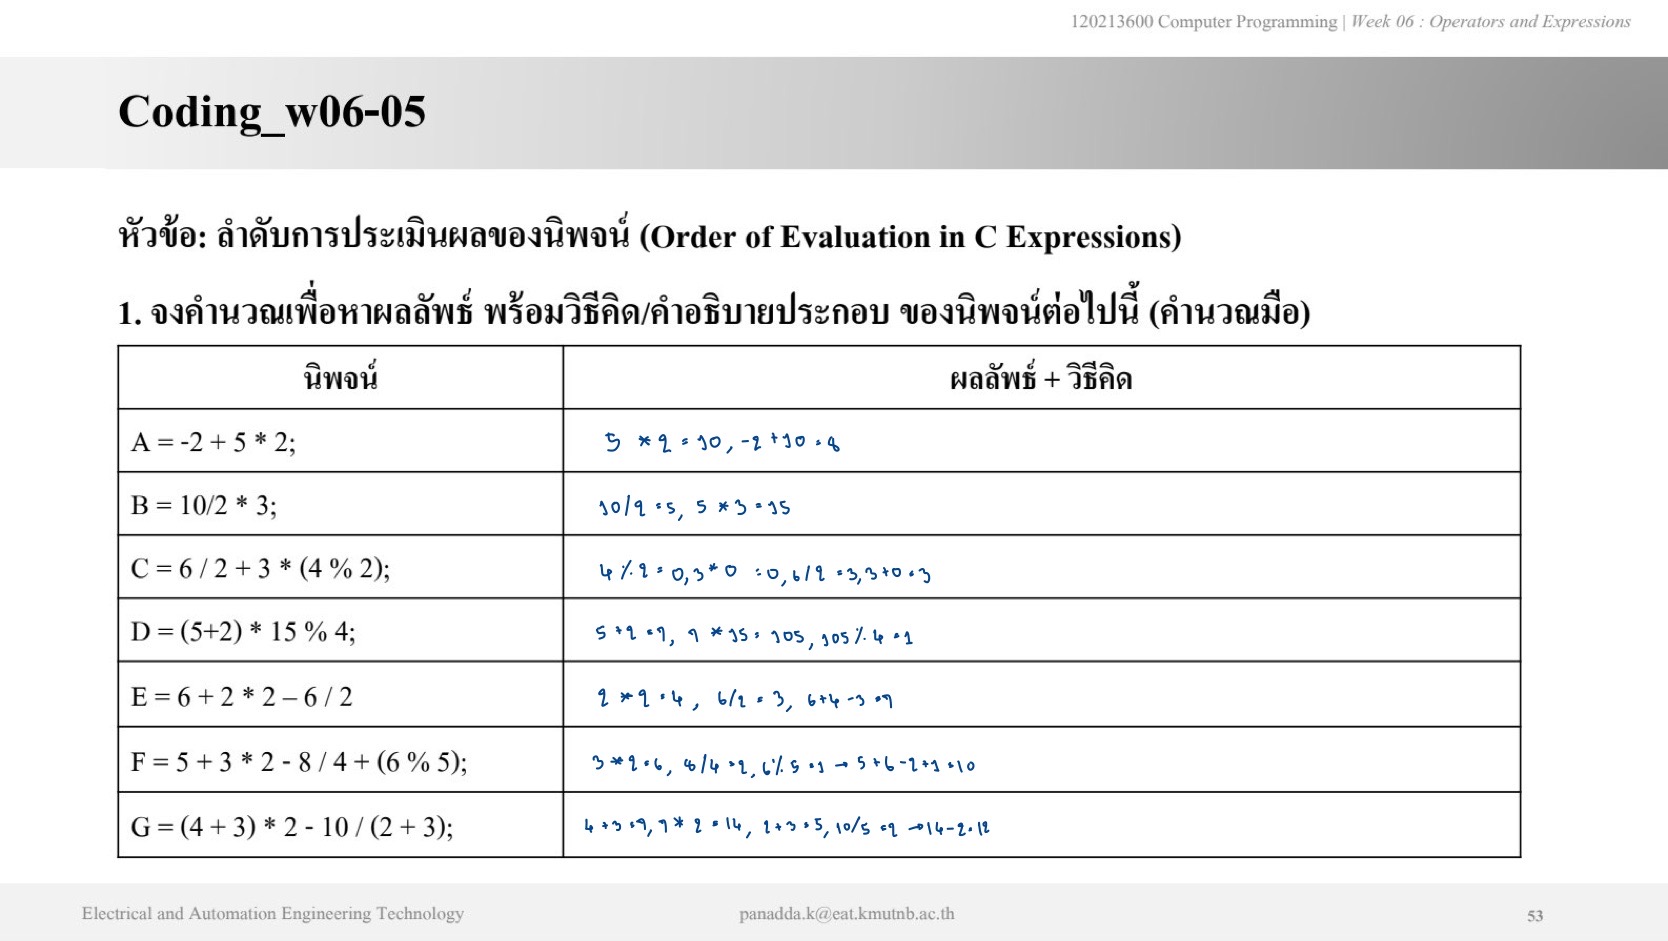 120213600 Computer Programming | Week 06 : Operators and Expressions
Coding_w06-05
หัวข้อ: ลำดับการประเมินผลของนิพจน์ (Order of Evaluation in C Expressions)
1. จงคำนวณเพื่อหาผลลัพธ์ พร้อมวิธีคิด/คำอธิบายประกอบ ของนิพจน์ต่อไปนี้ (คำนวณมือ)
นิพจน์ ผลลัพธ์ + วิธีคิด
A = -2 + 5 * 2; 5 * 2 = 10, -2 + 10 = 8
B = 10/2 * 3; 10/2 = 5, 5 * 3 = 15
C = 6 / 2 + 3 * (4 % 2); 4 % 2 = 0, 3 * 0 = 0, 6/2 = 3, 3+0 = 3
D = (5+2) * 15 % 4; 5 + 2 = 7, 7 * 15 = 105, 105 % 4 = 1
E = 6 + 2 * 2 – 6 / 2 2 * 2 = 4, 6/2 = 3, 6+4-3 = 7
F = 5 + 3 * 2 - 8 / 4 + (6 % 5); 3 * 2 = 6, 8/4 = 2, 6 % 5 = 1 → 5+6-2+1 = 10
G = (4 + 3) * 2 - 10 / (2 + 3); 4+3 = 7, 7 * 2 = 14, 2+3 = 5, 10/5 = 2 → 14-2 = 12
Electrical and Automation Engineering Technology panadda.k@eat.kmutnb.ac.th 53